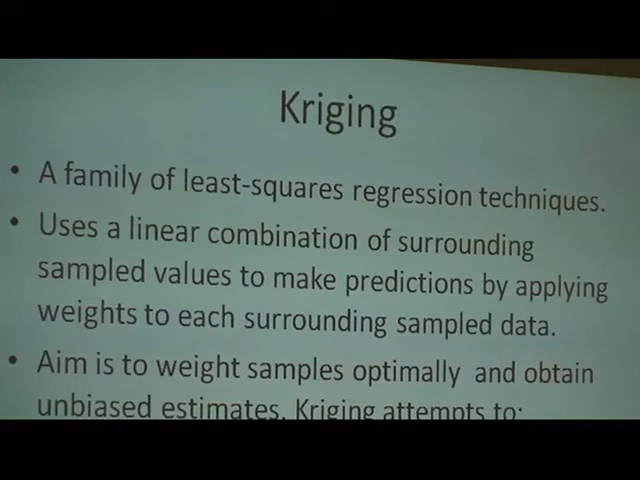 Kriging
• A family of least-squares regression techniques.
• Uses a linear combination of surrounding
sampled values to make predictions by applying
weights to each surrounding sampled data.
• Aim is to weight samples optimally and obtain
unbiased estimates. Kriging attempts to: